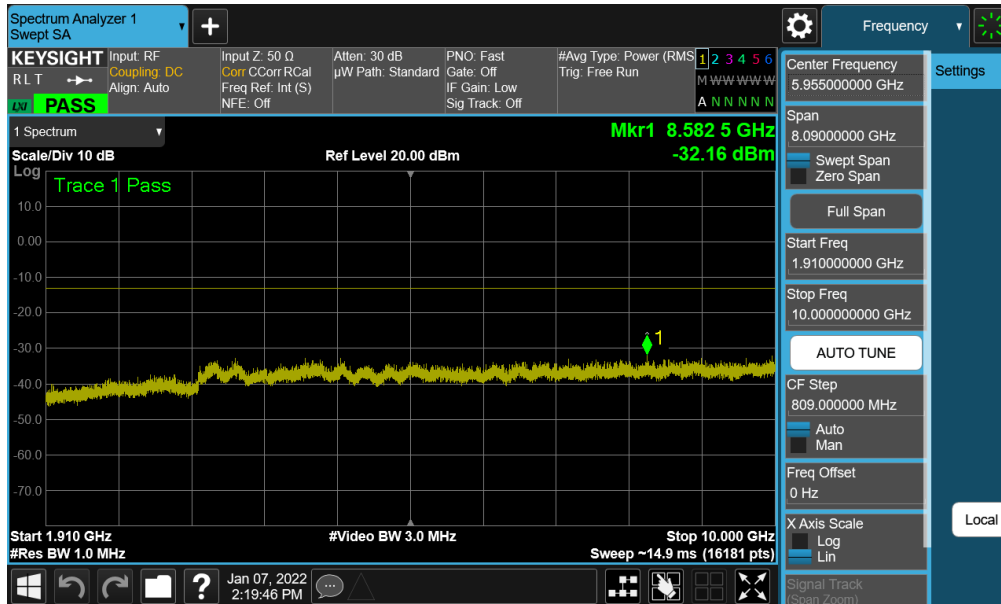 Spectrum Analyzer 1
Swept SA
+
Frequency
KEYSIGHT
Input: RF
Input Z: 50 Ω
Atten: 30 dB
PNO: Fast
#Avg Type: Power (RMS
1 2 3 4 5 6
R L T
Coupling: DC
Corr CCorr RCal
µW Path: Standard
Gate: Off
Trig: Free Run
M W W W W W
Align: Auto
Freq Ref: Int (S)
IF Gain: Low
LXI
PASS
NFE: Off
Sig Track: Off
A N N N N N
1 Spectrum
Mkr1 8.582 5 GHz
Scale/Div 10 dB
Ref Level 20.00 dBm
-32.16 dBm
Log
Trace 1 Pass
10.0
0.00
-10.0
-20.0
-30.0
1
-40.0
-50.0
-60.0
-70.0
Start 1.910 GHz
#Video BW 3.0 MHz
Stop 10.000 GHz
#Res BW 1.0 MHz
Sweep ~14.9 ms (16181 pts)
Jan 07, 2022
2:19:46 PM
?
Center Frequency
5.955000000 GHz
Settings
Span
8.09000000 GHz
Swept Span
Zero Span
Full Span
Start Freq
1.910000000 GHz
Stop Freq
10.000000000 GHz
AUTO TUNE
CF Step
809.000000 MHz
Auto
Man
Freq Offset
0 Hz
X Axis Scale
Log
Lin
Local
Signal Track
(Span Zoom)